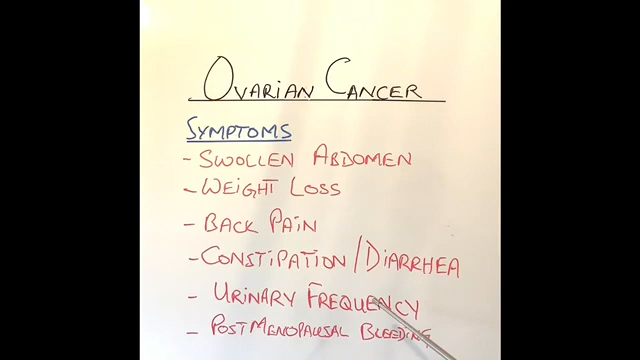 OVARIAN CANCER
SYMPTOMS
- SWOLLEN ABDOMEN
- WEIGHT LOSS
- BACK PAIN
- CONSTIPATION / DIARRHEA
- URINARY FREQUENCY
- POSTMENOPAUSAL BLEEDING